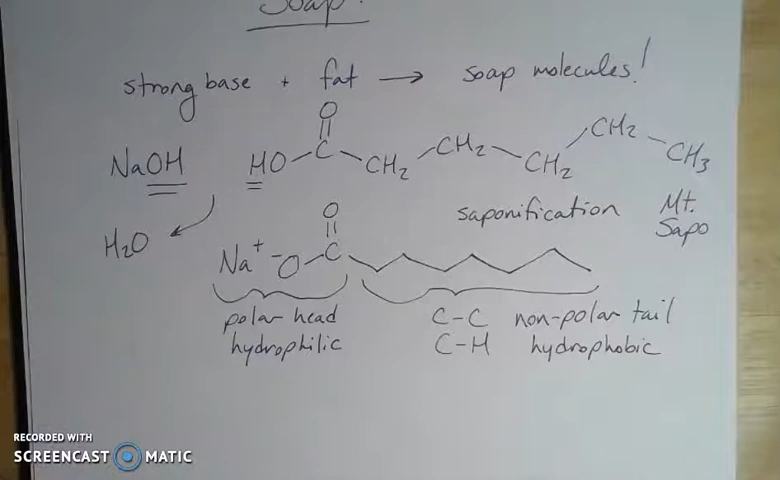 Soap!
strong base + fat → soap molecules!
O
NaOH HO-C-CH2-CH2-CH2-CH2-CH3
saponification Mt. Sapo
H2O
O
Na+ -O-C
polar head C-C non-polar tail
hydrophilic C-H hydrophobic
RECORDED WITH
SCREENCAST MATIC